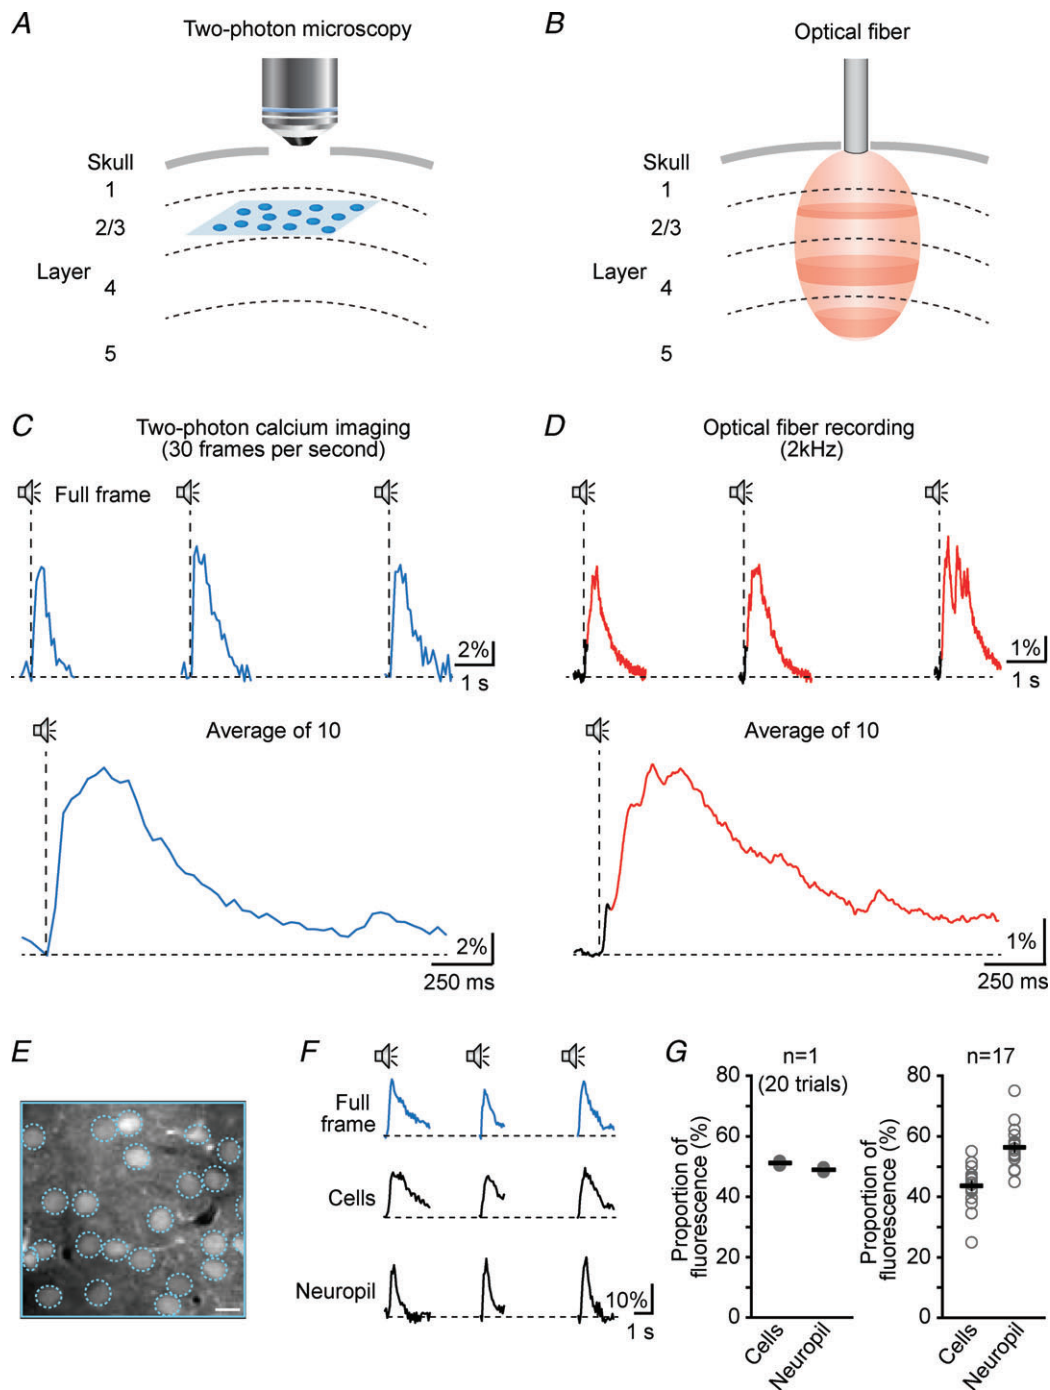 A
Two-photon microscopy
Skull
1
2/3
Layer
4
5
B
Optical fiber
Skull
1
2/3
Layer
4
5
C
Two-photon calcium imaging
(30 frames per second)
Full frame
2%
1 s
Average of 10
2%
250 ms
D
Optical fiber recording
(2kHz)
1%
1 s
Average of 10
1%
250 ms
E
F
Full
frame
Cells
Neuropil
10%
1 s
G
n=1
(20 trials)
Proportion of
fluorescence (%)
80
60
40
20
0
Cells
Neuropil
n=17
Proportion of
fluorescence (%)
80
60
40
20
0
Cells
Neuropil